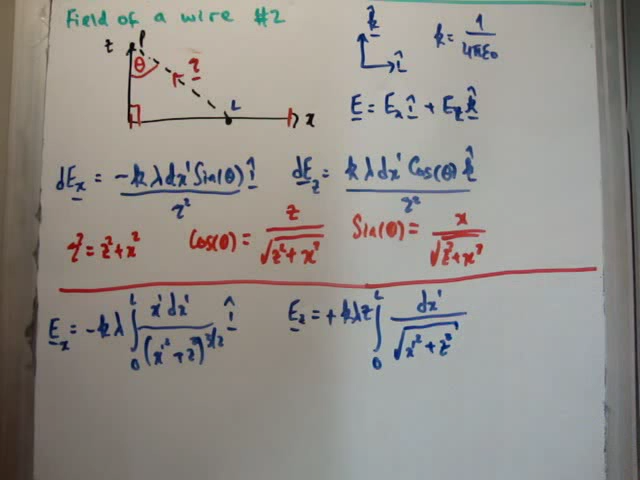 Field of a wire #2
k̂ k = 1/4πε0
z P θ r î
L x
E = Ex î + Ez k̂
dEx = -kλdx' Sin(θ) î / r² dEz = kλdx' Cos(θ) k̂ / r²
r² = z² + x² Cos(θ) = z/√(z² + x²) Sin(θ) = x/√(z² + x²)
Ex = -kλ ∫₀ᴸ x'dx'/(x'² + z²)^3/2 î Ez = +kλz ∫₀ᴸ dx'/√(x'² + z²)